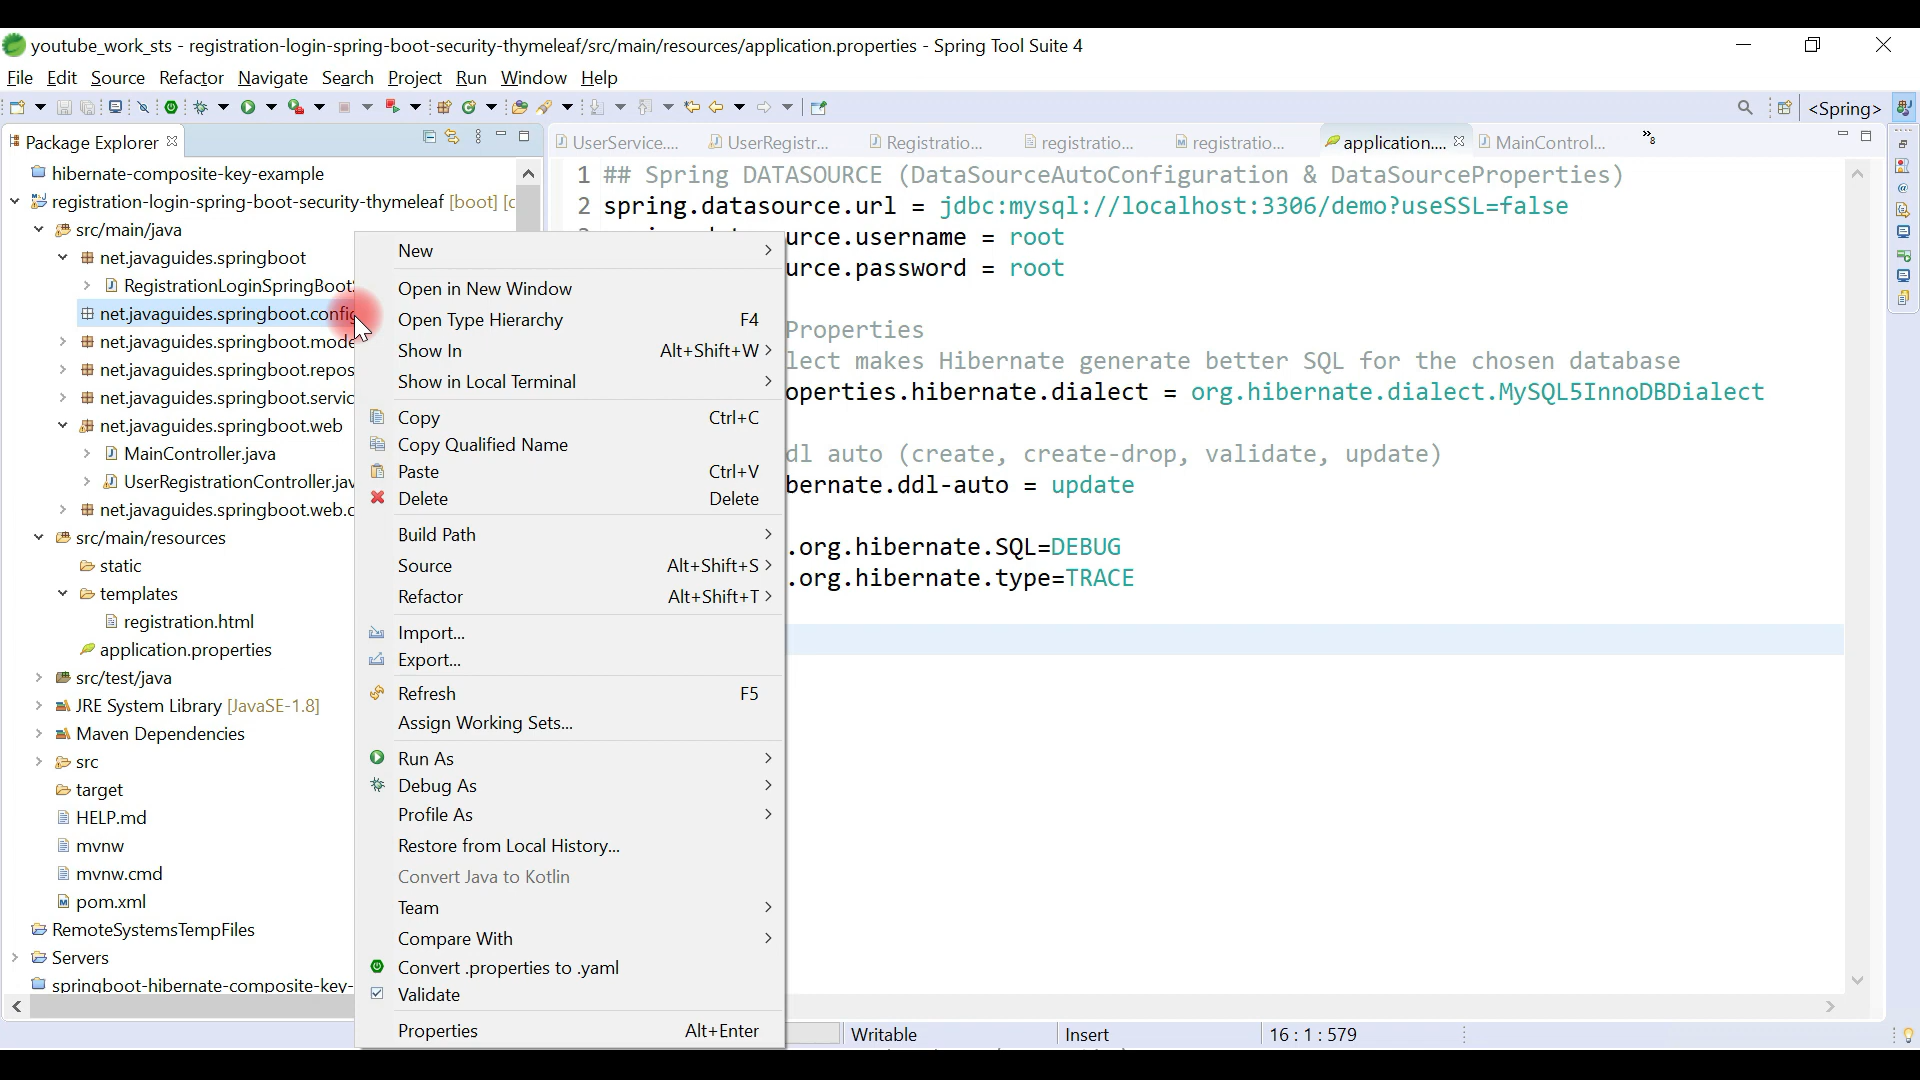 youtube_work_sts - registration-login-spring-boot-security-thymeleaf/src/main/resources/application.properties - Spring Tool Suite 4
File Edit Source Refactor Navigate Search Project Run Window Help
<Spring>
Package Explorer
UserService....
UserRegistr...
Registratio...
registratio...
registratio...
application....
MainControl...
»8
hibernate-composite-key-example
registration-login-spring-boot-security-thymeleaf [boot] [c
src/main/java
net.javaguides.springboot
RegistrationLoginSpringBoot
net.javaguides.springboot.config
net.javaguides.springboot.mode
net.javaguides.springboot.repos
net.javaguides.springboot.servic
net.javaguides.springboot.web
MainController.java
UserRegistrationController.jav
net.javaguides.springboot.web.c
src/main/resources
static
templates
registration.html
application.properties
src/test/java
JRE System Library [JavaSE-1.8]
Maven Dependencies
src
target
HELP.md
mvnw
mvnw.cmd
pom.xml
RemoteSystemsTempFiles
Servers
springboot-hibernate-composite-key-
New
Open in New Window
Open Type Hierarchy F4
Show In Alt+Shift+W
Show in Local Terminal
Copy Ctrl+C
Copy Qualified Name
Paste Ctrl+V
Delete Delete
Build Path
Source Alt+Shift+S
Refactor Alt+Shift+T
Import...
Export...
Refresh F5
Assign Working Sets...
Run As
Debug As
Profile As
Restore from Local History...
Convert Java to Kotlin
Team
Compare With
Convert .properties to .yaml
Validate
Properties Alt+Enter
1 ## Spring DATASOURCE (DataSourceAutoConfiguration & DataSourceProperties)
2 spring.datasource.url = jdbc:mysql://localhost:3306/demo?useSSL=false
urce.username = root
urce.password = root
Properties
lect makes Hibernate generate better SQL for the chosen database
operties.hibernate.dialect = org.hibernate.dialect.MySQL5InnoDBDialect
dl auto (create, create-drop, validate, update)
bernate.ddl-auto = update
.org.hibernate.SQL=DEBUG
.org.hibernate.type=TRACE
Writable
Insert
16 : 1 : 579